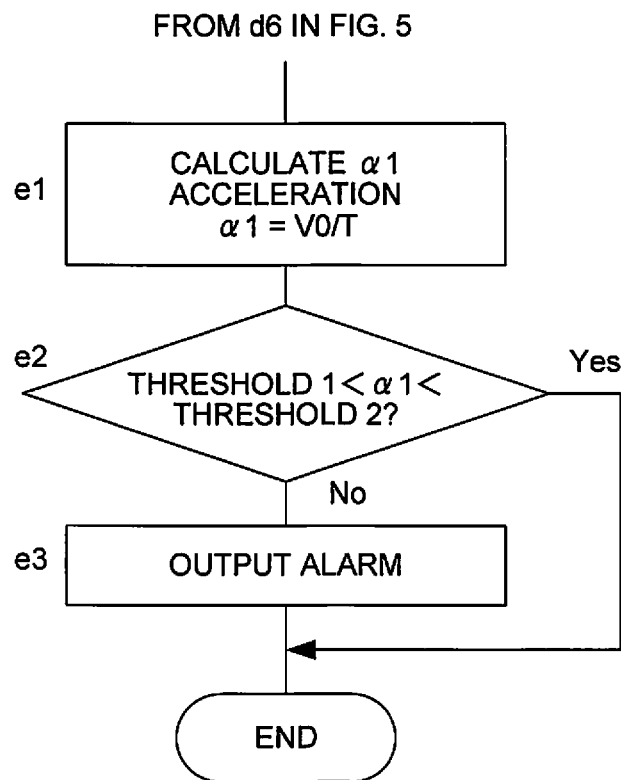 FROM d6 IN FIG. 5
e1
CALCULATE α1
ACCELERATION
α1 = V0/T
e2
THRESHOLD 1< α1<
THRESHOLD 2?
Yes
No
e3
OUTPUT ALARM
END